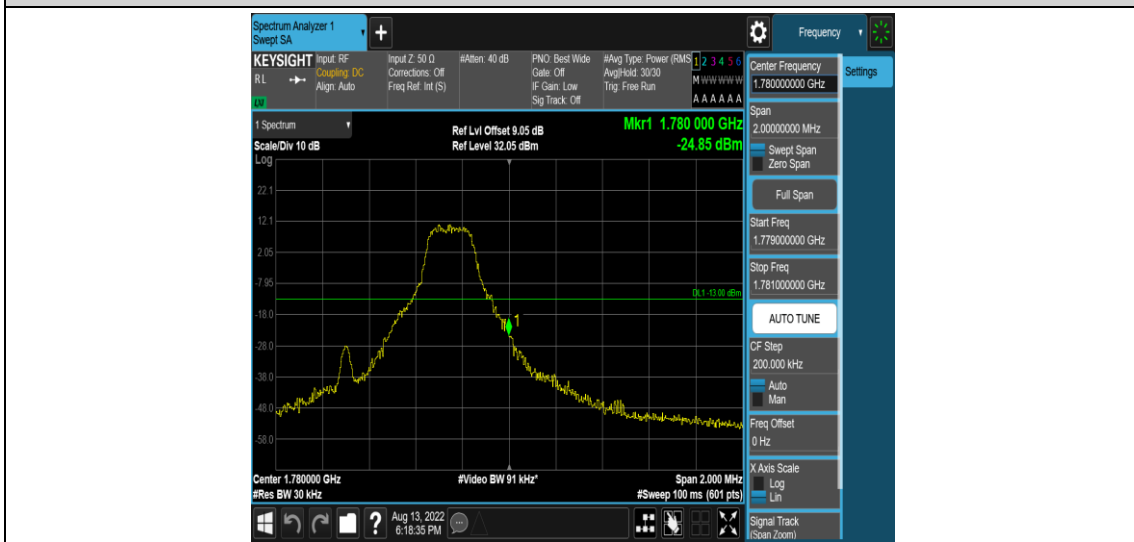 Spectrum Analyzer 1
Swept SA
+
Frequency
KEYSIGHT
RL
Input: RF
Coupling: DC
Align: Auto
Input Z: 50 Ω
Corrections: Off
Freq Ref: Int (S)
#Atten: 40 dB
PNO: Best Wide
Gate: Off
IF Gain: Low
Sig Track: Off
#Avg Type: Power (RMS
Avg|Hold: 30/30
Trig: Free Run
1 2 3 4 5 6
M W W W W W
A A A A A A
1 Spectrum
Scale/Div 10 dB
Log
Ref Lvl Offset 9.05 dB
Ref Level 32.05 dBm
Mkr1 1.780 000 GHz
-24.85 dBm
22.1
12.1
2.05
-7.95
-18.0
-28.0
-38.0
-48.0
-58.0
DL1 -13.00 dBm
1
Center 1.780000 GHz
#Res BW 30 kHz
#Video BW 91 kHz*
Span 2.000 MHz
#Sweep 100 ms (601 pts)
Center Frequency
1.780000000 GHz
Settings
Span
2.00000000 MHz
Swept Span
Zero Span
Full Span
Start Freq
1.779000000 GHz
Stop Freq
1.781000000 GHz
AUTO TUNE
CF Step
200.000 kHz
Auto
Man
Freq Offset
0 Hz
X Axis Scale
Log
Lin
Signal Track
(Span Zoom)
?
Aug 13, 2022
6:18:35 PM